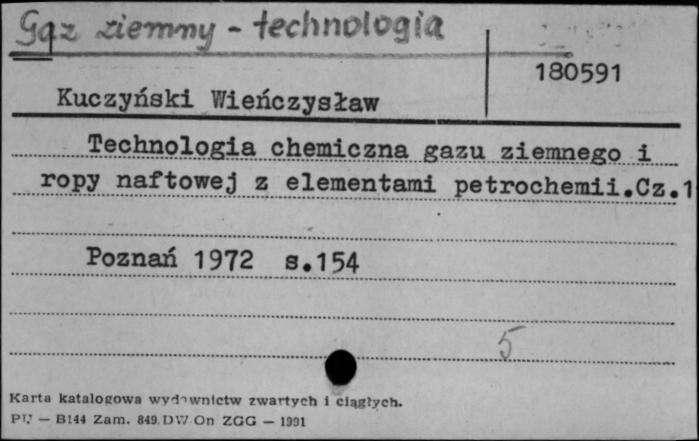 Gaz ziemny - technologia
180591
Kuczyński Wieńczysław
Technologia chemiczna gazu ziemnego i
ropy naftowej z elementami petrochemii.Cz.1
Poznań 1972 s.154
5
Karta katalogowa wydawnictw zwartych i ciągłych.
PU — B144 Zam. 849 DW On ZGG — 1991